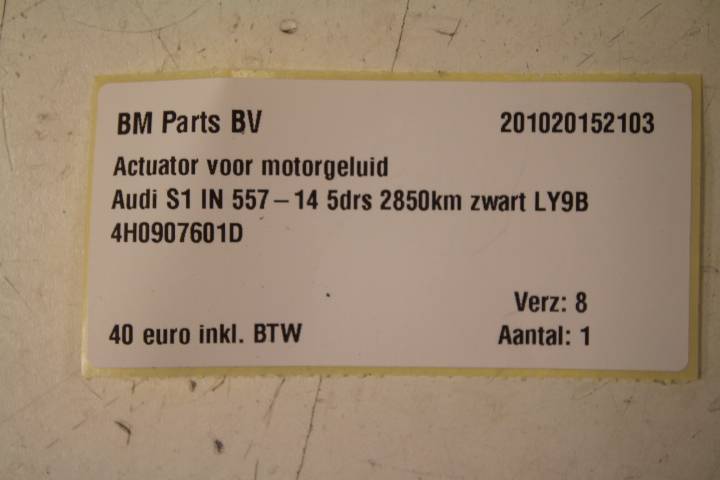 BM Parts BV 201020152103
Actuator voor motorgeluid
Audi S1 IN 557-14 5drs 2850km zwart LY9B
4H0907601D
Verz: 8
40 euro inkl. BTW Aantal: 1